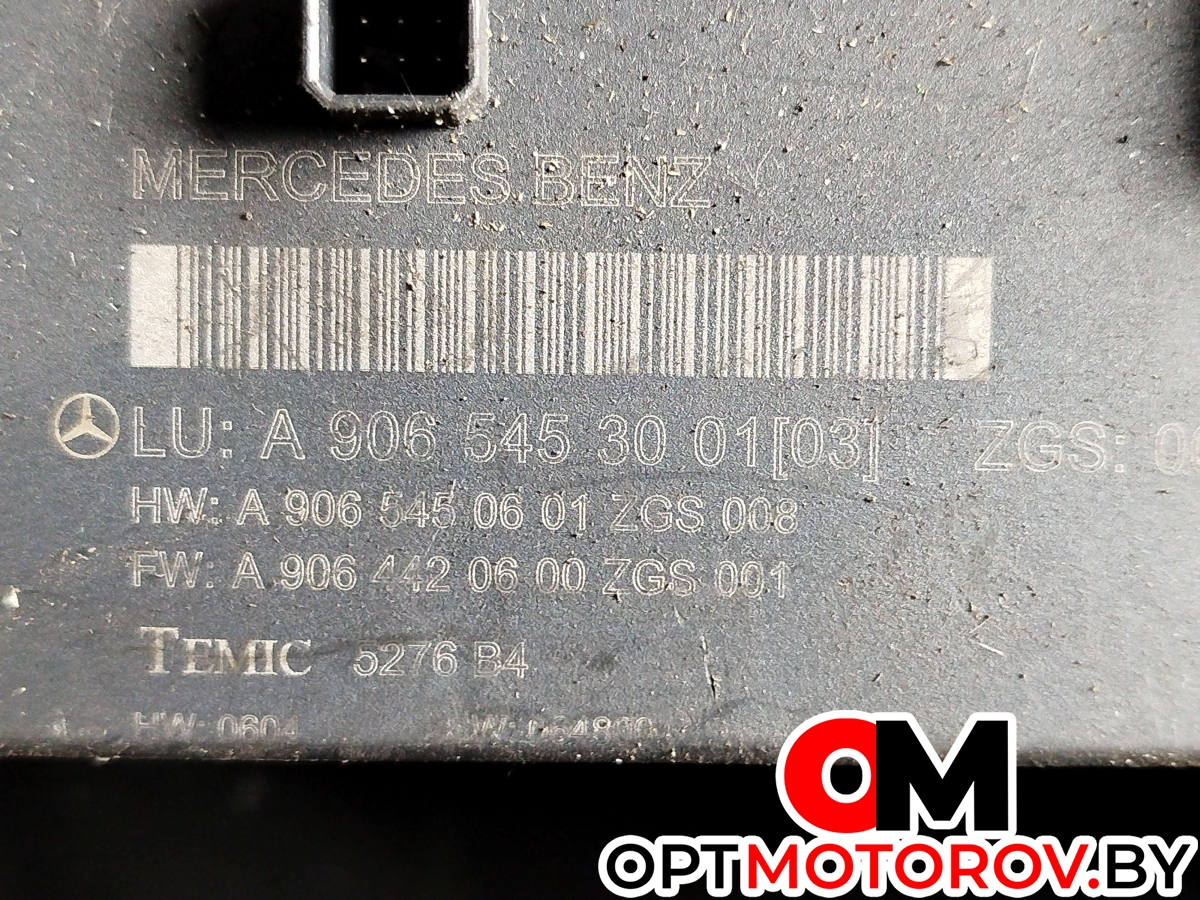 MERCEDES BENZ
LU: A 906 545 30 01[03] ZGS:
HW: A 906 545 06 01 ZGS 008
FW: A 906 442 06 00 ZGS 001
TEMIC 5276 B4
HW: 0604
OM
OPTMOTOROV.BY